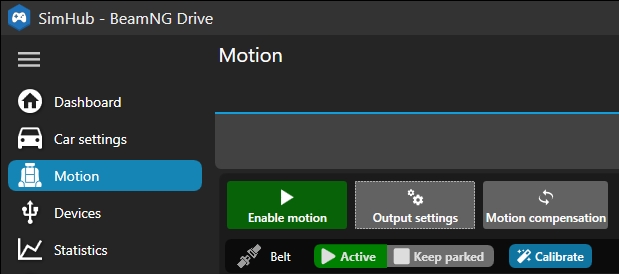 SimHub - BeamNG Drive
Motion
Dashboard
Car settings
Motion
Devices
Statistics
Enable motion
Output settings
Motion compensation
Belt
Active
Keep parked
Calibrate